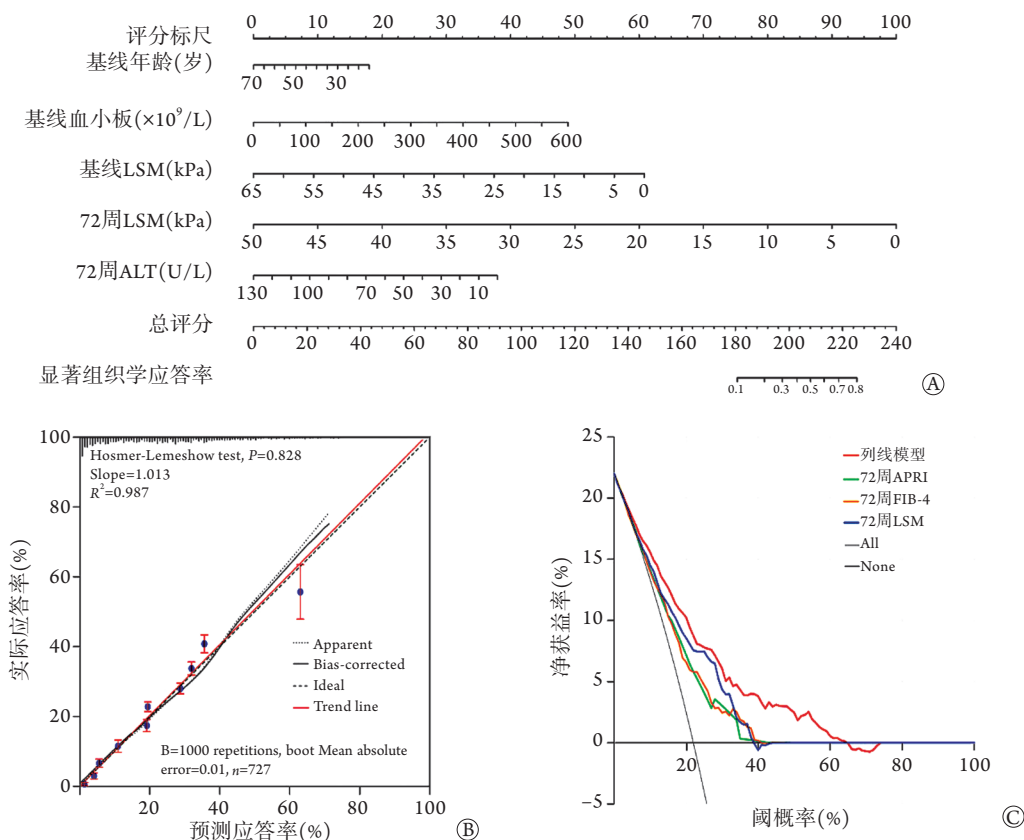 评分标尺
0 10 20 30 40 50 60 70 80 90 100
基线年龄(岁)
70 50 30
基线血小板(×10⁹/L)
0 100 200 300 400 500 600
基线LSM(kPa)
65 55 45 35 25 15 5 0
72周LSM(kPa)
50 45 40 35 30 25 20 15 10 5 0
72周ALT(U/L)
130 100 70 50 30 10
总评分
0 20 40 60 80 100 120 140 160 180 200 220 240
显著组织学应答率
0.1 0.3 0.5 0.7 0.8
Ⓐ
实际应答率(%)
100
80
60
40
20
0
Hosmer-Lemeshow test, P=0.828
Slope=1.013
R²=0.987
Apparent
Bias-corrected
Ideal
Trend line
B=1000 repetitions, boot Mean absolute
error=0.01, n=727
20 40 60 80 100
预测应答率(%)
Ⓑ
净获益率(%)
25
20
15
10
5
0
−5
列线模型
72周APRI
72周FIB-4
72周LSM
All
None
20 40 60 80 100
阈概率(%)
Ⓒ